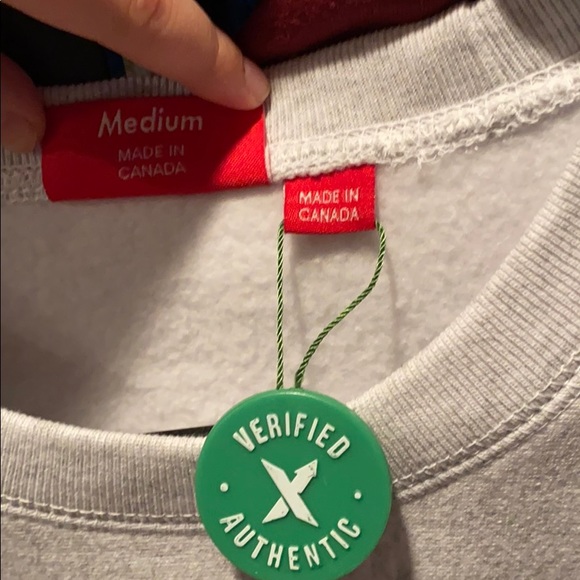 Medium
MADE IN
CANADA
MADE IN
CANADA
VERIFIED
X
AUTHENTIC